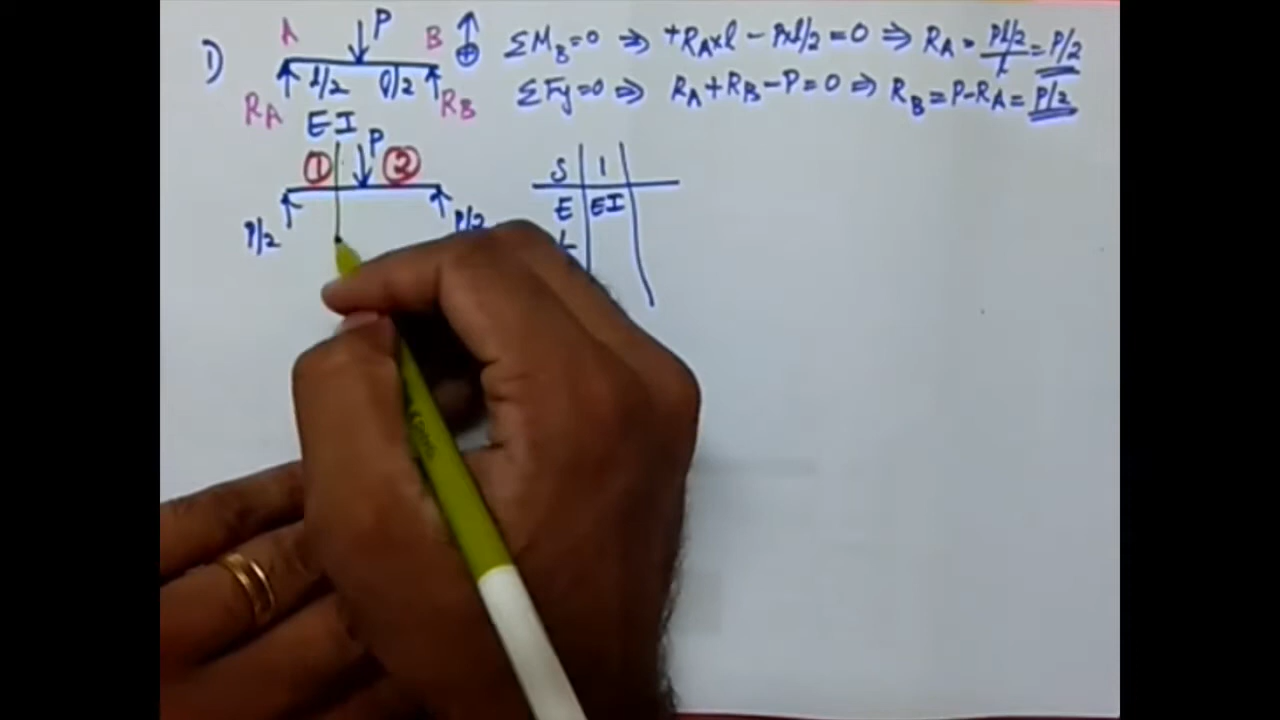 1) A P B ⊕ ΣM_B=0 ⇒ +R_A×l - P×l/2 = 0 ⇒ R_A = Pl/2/l = P/2
l/2 l/2
R_A R_B ΣFy=0 ⇒ R_A+R_B-P=0 ⇒ R_B=P-R_A=P/2
EI
P
① ② S 1
P/2 P/2 E EI
L